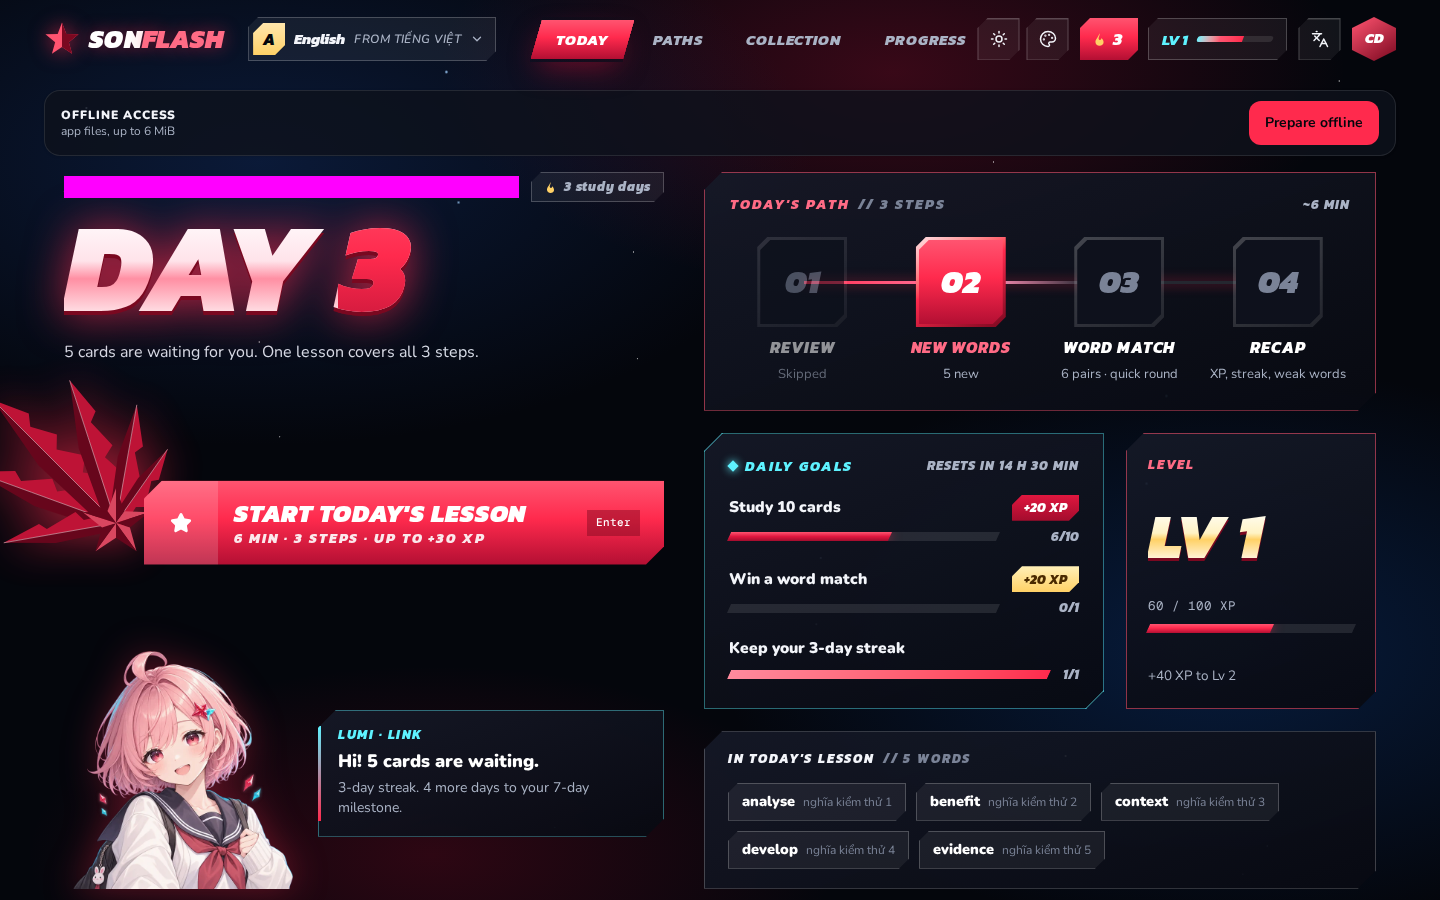 SONFLASH
A English FROM TIẾNG VIỆT
TODAY PATHS COLLECTION PROGRESS
3
LV 1
CD
OFFLINE ACCESS
app files, up to 6 MiB
Prepare offline
3 study days
DAY 3
5 cards are waiting for you. One lesson covers all 3 steps.
START TODAY'S LESSON
6 MIN · 3 STEPS · UP TO +30 XP
Enter
LUMI · LINK
Hi! 5 cards are waiting.
3-day streak. 4 more days to your 7-day
milestone.
TODAY'S PATH // 3 STEPS
~6 MIN
01 02 03 04
REVIEW NEW WORDS WORD MATCH RECAP
Skipped 5 new 6 pairs · quick round XP, streak, weak words
DAILY GOALS
RESETS IN 14 H 30 MIN
Study 10 cards
+20 XP
6/10
Win a word match
+20 XP
0/1
Keep your 3-day streak
1/1
LEVEL
LV 1
60 / 100 XP
+40 XP to Lv 2
IN TODAY'S LESSON // 5 WORDS
analyse nghĩa kiểm thử 1
benefit nghĩa kiểm thử 2
context nghĩa kiểm thử 3
develop nghĩa kiểm thử 4
evidence nghĩa kiểm thử 5